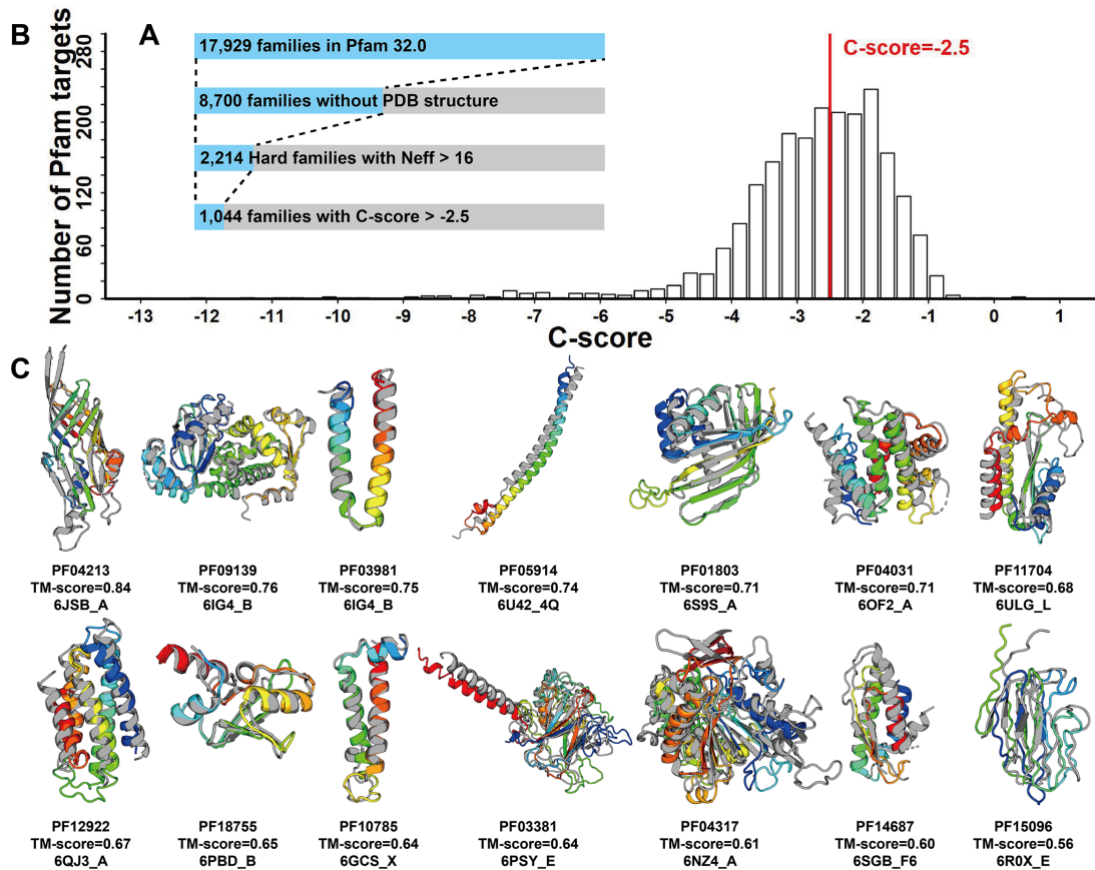 B
A
17,929 families in Pfam 32.0
8,700 families without PDB structure
2,214 Hard families with Neff > 16
1,044 families with C-score > -2.5
C-score=-2.5
Number of Pfam targets
280
200
120
60
0
-13 -12 -11 -10 -9 -8 -7 -6 -5 -4 -3 -2 -1 0 1
C-score
C
PF04213 PF09139 PF03981 PF05914 PF01803 PF04031 PF11704
TM-score=0.84 TM-score=0.76 TM-score=0.75 TM-score=0.74 TM-score=0.71 TM-score=0.71 TM-score=0.68
6JSB_A 6IG4_B 6IG4_B 6U42_4Q 6S9S_A 6OF2_A 6ULG_L
PF12922 PF18755 PF10785 PF03381 PF04317 PF14687 PF15096
TM-score=0.67 TM-score=0.65 TM-score=0.64 TM-score=0.64 TM-score=0.61 TM-score=0.60 TM-score=0.56
6QJ3_A 6PBD_B 6GCS_X 6PSY_E 6NZ4_A 6SGB_F6 6R0X_E